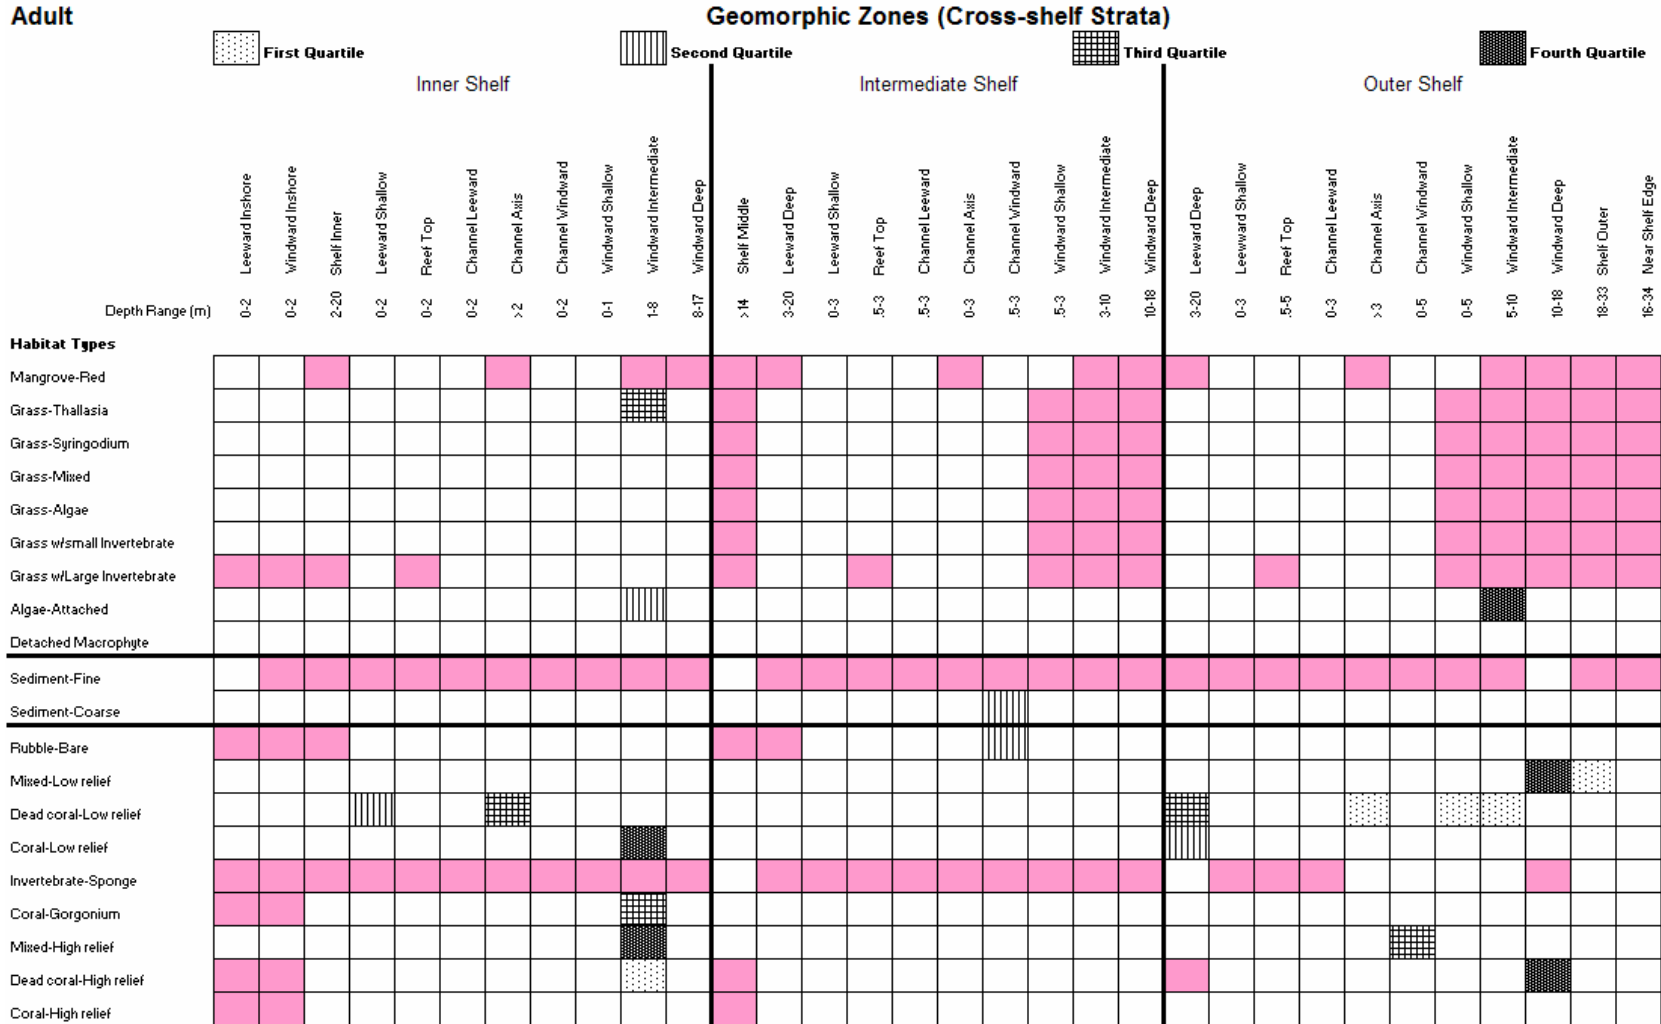 Adult
Geomorphic Zones (Cross-shelf Strata)
First Quartile
Second Quartile
Third Quartile
Fourth Quartile
Inner Shelf
Intermediate Shelf
Outer Shelf
Leeward Inshore
Windward Inshore
Shelf Inner
Leeward Shallow
Reef Top
Channel Leeward
Channel Axis
Channel Windward
Windward Shallow
Windward Intermediate
Windward Deep
Shelf Middle
Leeward Deep
Leeward Shallow
Reef Top
Channel Leeward
Channel Axis
Channel Windward
Windward Shallow
Windward Intermediate
Windward Deep
Leeward Deep
Leewward Shallow
Reef Top
Channel Leeward
Channel Axis
Channel Windward
Windward Shallow
Windward Intermediate
Windward Deep
Shelf Outer
Near Shelf Edge
Depth Range (m)
0-2
0-2
2-20
0-2
0-2
0-2
>2
0-2
0-1
1-8
8-17
>14
3-20
0-3
.5-3
.5-3
0-3
.5-3
.5-3
3-10
10-18
3-20
0-3
.5-5
0-3
>3
0-5
0-5
5-10
10-18
18-33
16-34
Habitat Types
Mangrove-Red
Grass-Thallasia
Grass-Syringodium
Grass-Mixed
Grass-Algae
Grass w/small Invertebrate
Grass w/Large Invertebrate
Algae-Attached
Detached Macrophyte
Sediment-Fine
Sediment-Coarse
Rubble-Bare
Mixed-Low relief
Dead coral-Low relief
Coral-Low relief
Invertebrate-Sponge
Coral-Gorgonium
Mixed-High relief
Dead coral-High relief
Coral-High relief